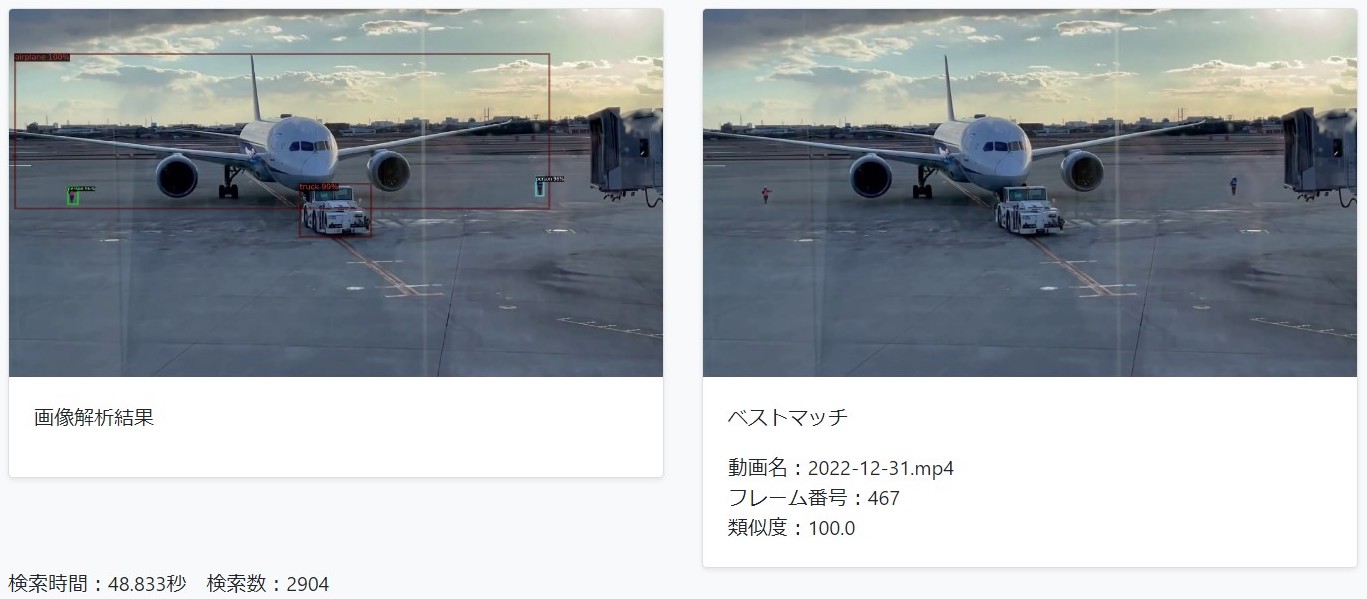 airplane 100%
person 96%
truck 99%
画像解析結果
ベストマッチ
動画名：2022-12-31.mp4
フレーム番号：467
類似度：100.0
検索時間：48.833秒　検索数：2904